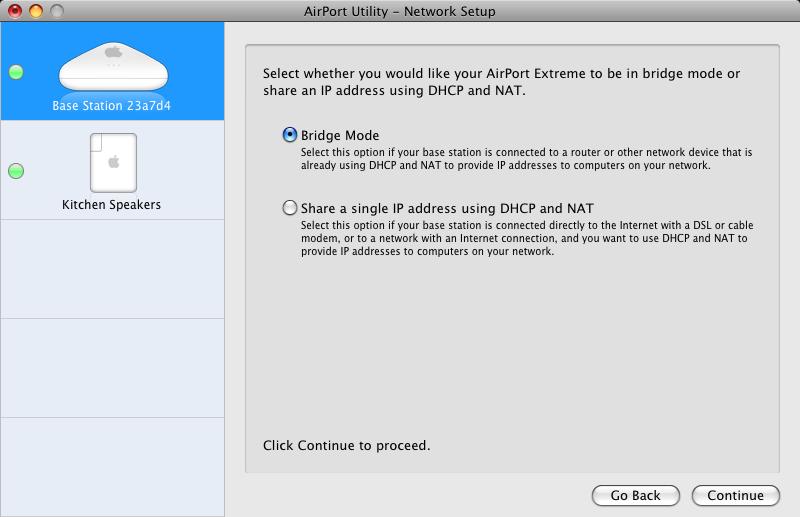 AirPort Utility – Network Setup
Base Station 23a7d4
Kitchen Speakers
Select whether you would like your AirPort Extreme to be in bridge mode or
share an IP address using DHCP and NAT.
Bridge Mode
Select this option if your base station is connected to a router or other network device that is
already using DHCP and NAT to provide IP addresses to computers on your network.
Share a single IP address using DHCP and NAT
Select this option if your base station is connected directly to the Internet with a DSL or cable
modem, or to a network with an Internet connection, and you want to use DHCP and NAT to
provide IP addresses to computers on your network.
Click Continue to proceed.
Go Back
Continue